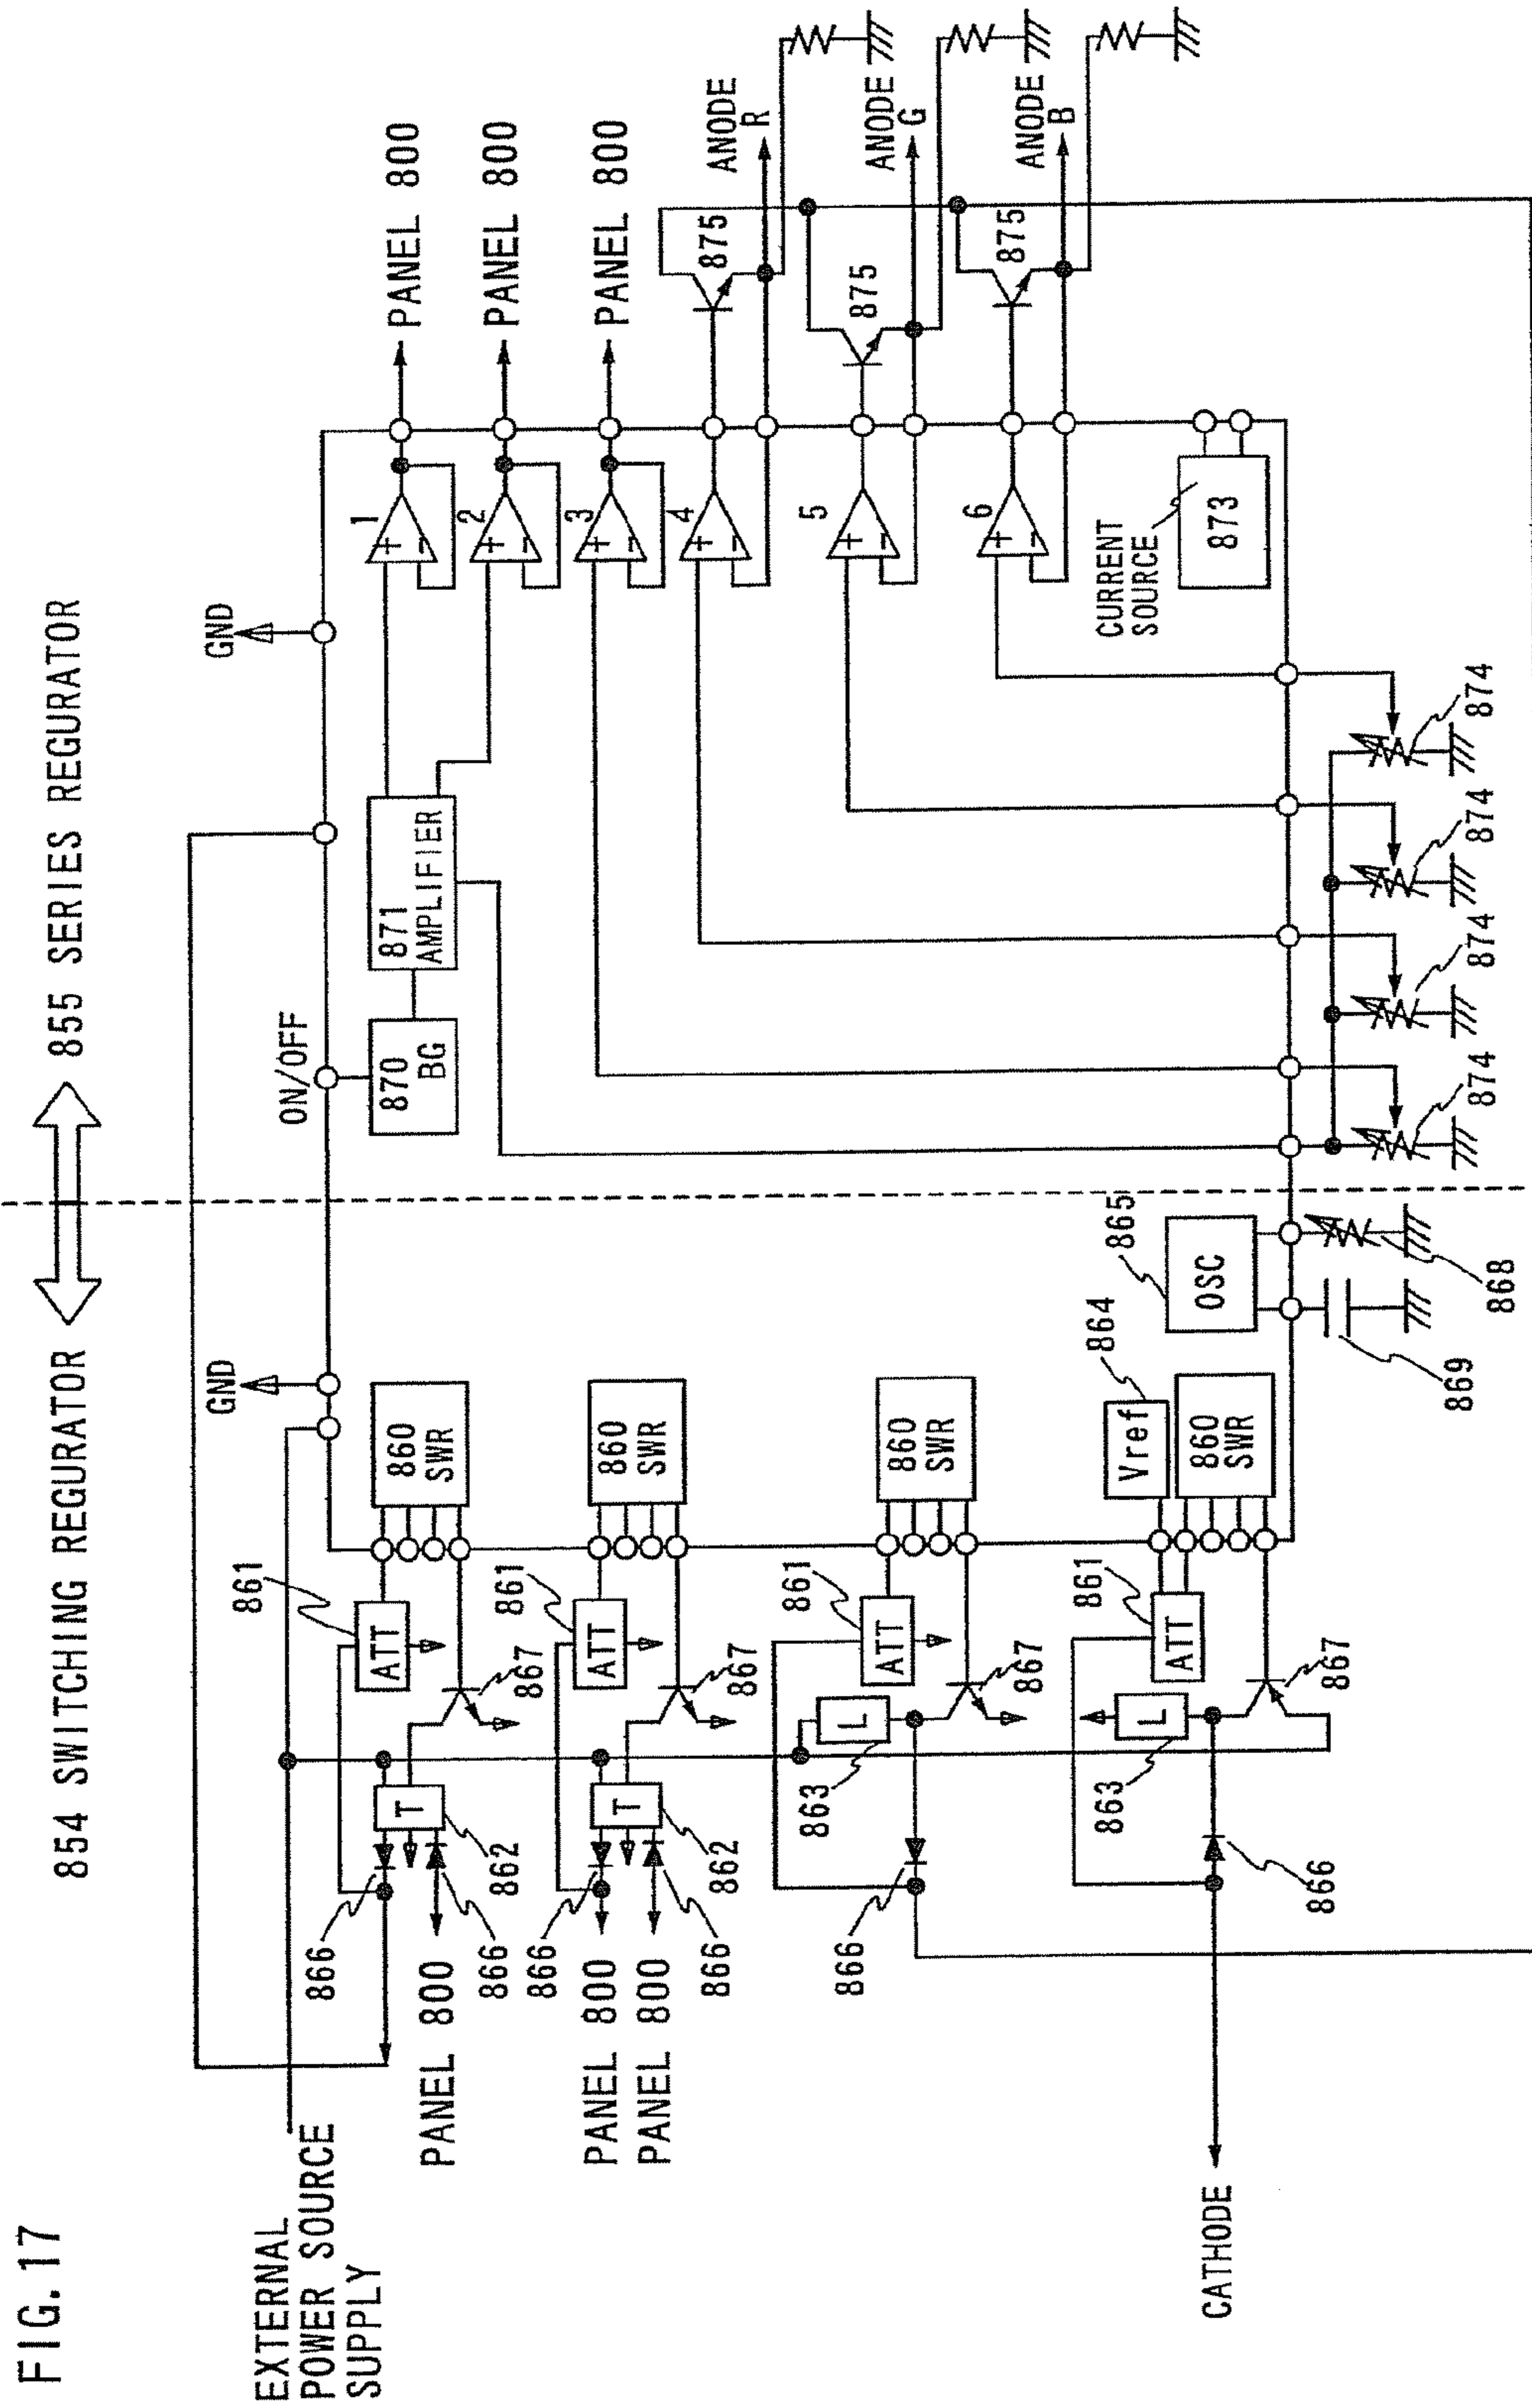 FIG. 17
854 SWITCHING REGURATOR
855 SERIES REGURATOR
EXTERNAL
POWER SOURCE
SUPPLY
GND
ON/OFF
GND
861
ATT
860
SWR
867
T
862
866
866
PANEL 800
861
ATT
860
SWR
867
T
862
866
866
PANEL 800
PANEL 800
861
ATT
860
SWR
867
L
863
866
864
Vref
861
ATT
860
SWR
867
L
863
866
CATHODE
865
OSC
869
868
870
BG
871
AMPLIFIER
1
+
-
PANEL 800
2
+
-
PANEL 800
3
+
-
PANEL 800
4
+
-
875
ANODE
R
5
+
-
875
ANODE
G
6
+
-
875
ANODE
B
CURRENT
SOURCE
873
874
874
874
874